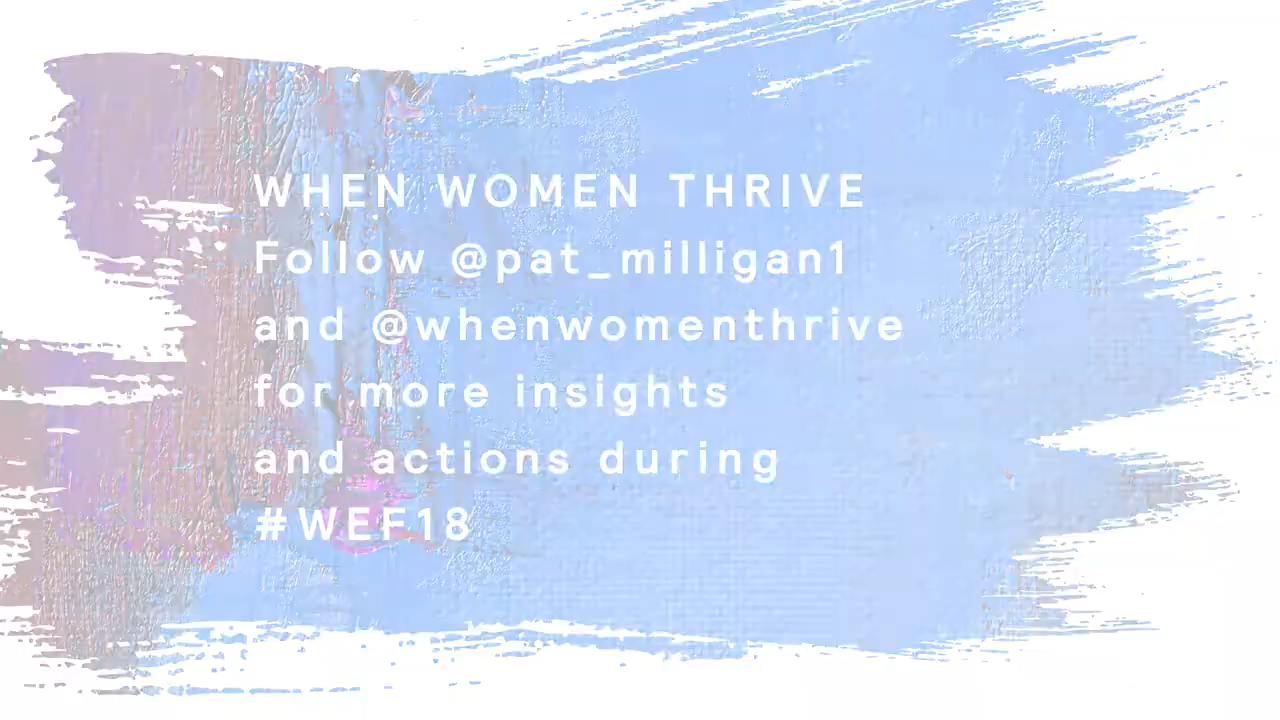 WHEN WOMEN THRIVE
Follow @pat_milligan1
and @whenwomenthrive
for more insights
and actions during
#WEF18